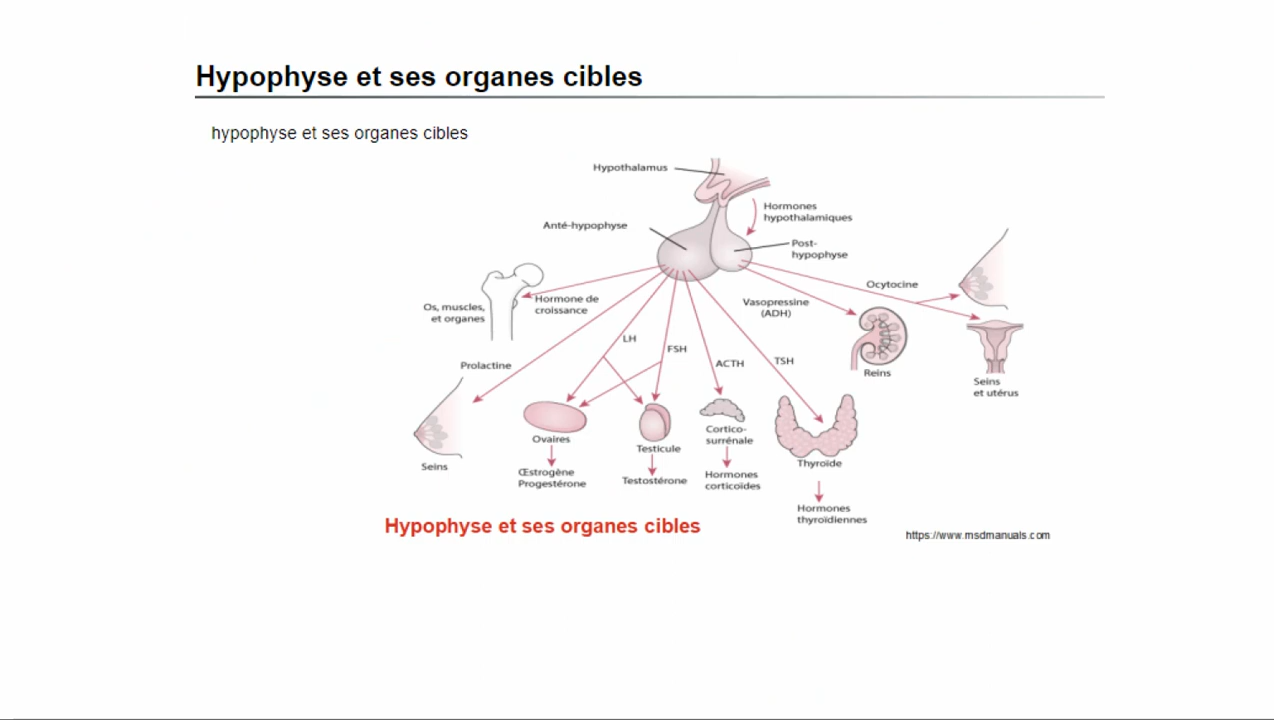 Hypophyse et ses organes cibles
hypophyse et ses organes cibles
Hypothalamus
Hormones
hypothalamiques
Anté-hypophyse
Post-
hypophyse
Ocytocine
Os, muscles,
et organes
Hormone de
croissance
Vasopressine
(ADH)
LH
FSH
ACTH
TSH
Prolactine
Reins
Seins
et utérus
Seins
Ovaires
Œstrogène
Progestérone
Testicule
Testostérone
Cortico-
surrénale
Hormones
corticoïdes
Thyroïde
Hormones
thyroïdiennes
Hypophyse et ses organes cibles
https://www.msdmanuals.com